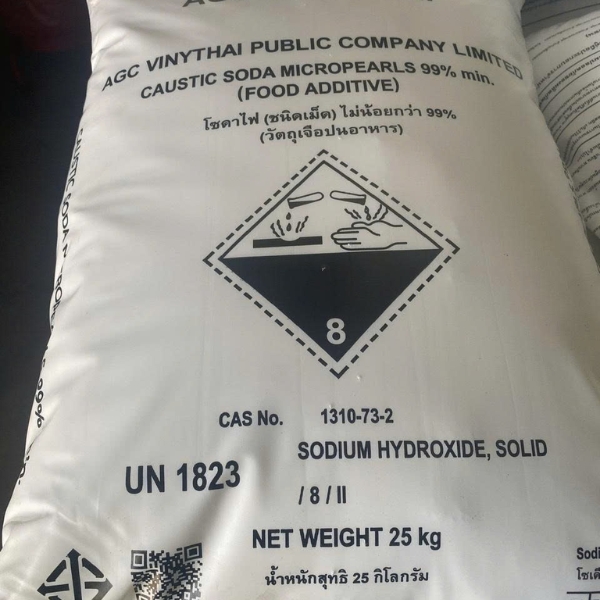 AGC VINYTHAI PUBLIC COMPANY LIMITED
CAUSTIC SODA MICROPEARLS 99% min.
(FOOD ADDITIVE)
โซดาไฟ (ชนิดเม็ด) ไม่น้อยกว่า 99%
(วัตถุเจือปนอาหาร)
8
CAS No. 1310-73-2
SODIUM HYDROXIDE, SOLID
UN 1823
/ 8 / II
NET WEIGHT 25 kg
น้ำหนักสุทธิ 25 กิโลกรัม